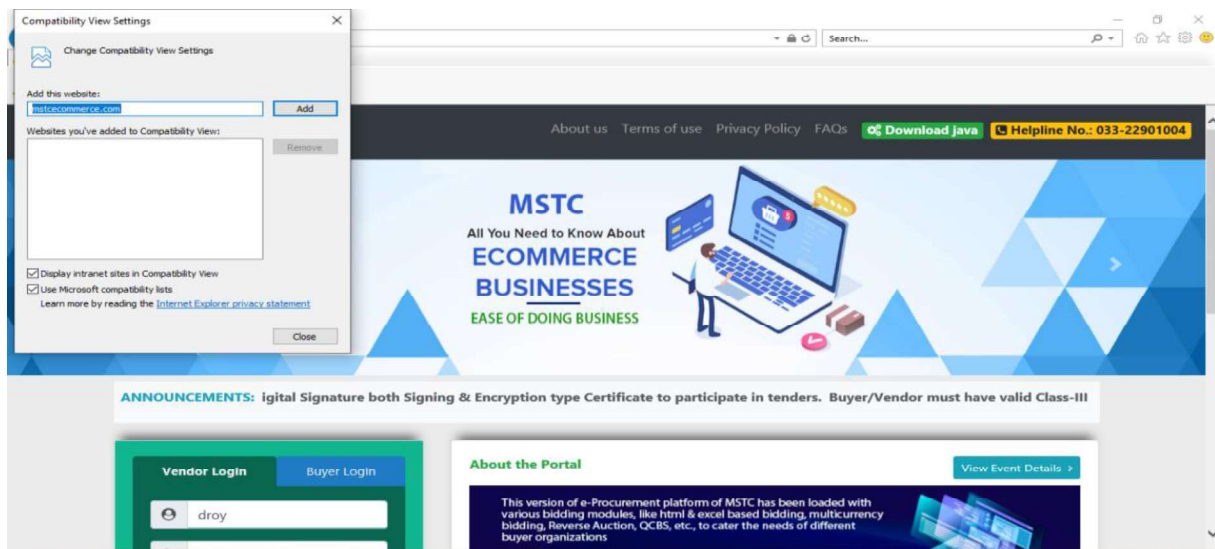 Compatibility View Settings
Change Compatibility View Settings
Add this website:
mstcecommerce.com
Add
Websites you've added to Compatibility View:
Remove
Display intranet sites in Compatibility View
Use Microsoft compatibility lists
Learn more by reading the Internet Explorer privacy statement
Close
Search...
About us Terms of use Privacy Policy FAQs Download java Helpline No.: 033-22901004
MSTC
All You Need to Know About
ECOMMERCE
BUSINESSES
EASE OF DOING BUSINESS
ANNOUNCEMENTS: igital Signature both Signing & Encryption type Certificate to participate in tenders. Buyer/Vendor must have valid Class-III
Vendor Login Buyer Login
droy
About the Portal
View Event Details >
This version of e-Procurement platform of MSTC has been loaded with
various bidding modules, like html & excel based bidding, multicurrency
bidding, Reverse Auction, QCBS, etc., to cater the needs of different
buyer organizations